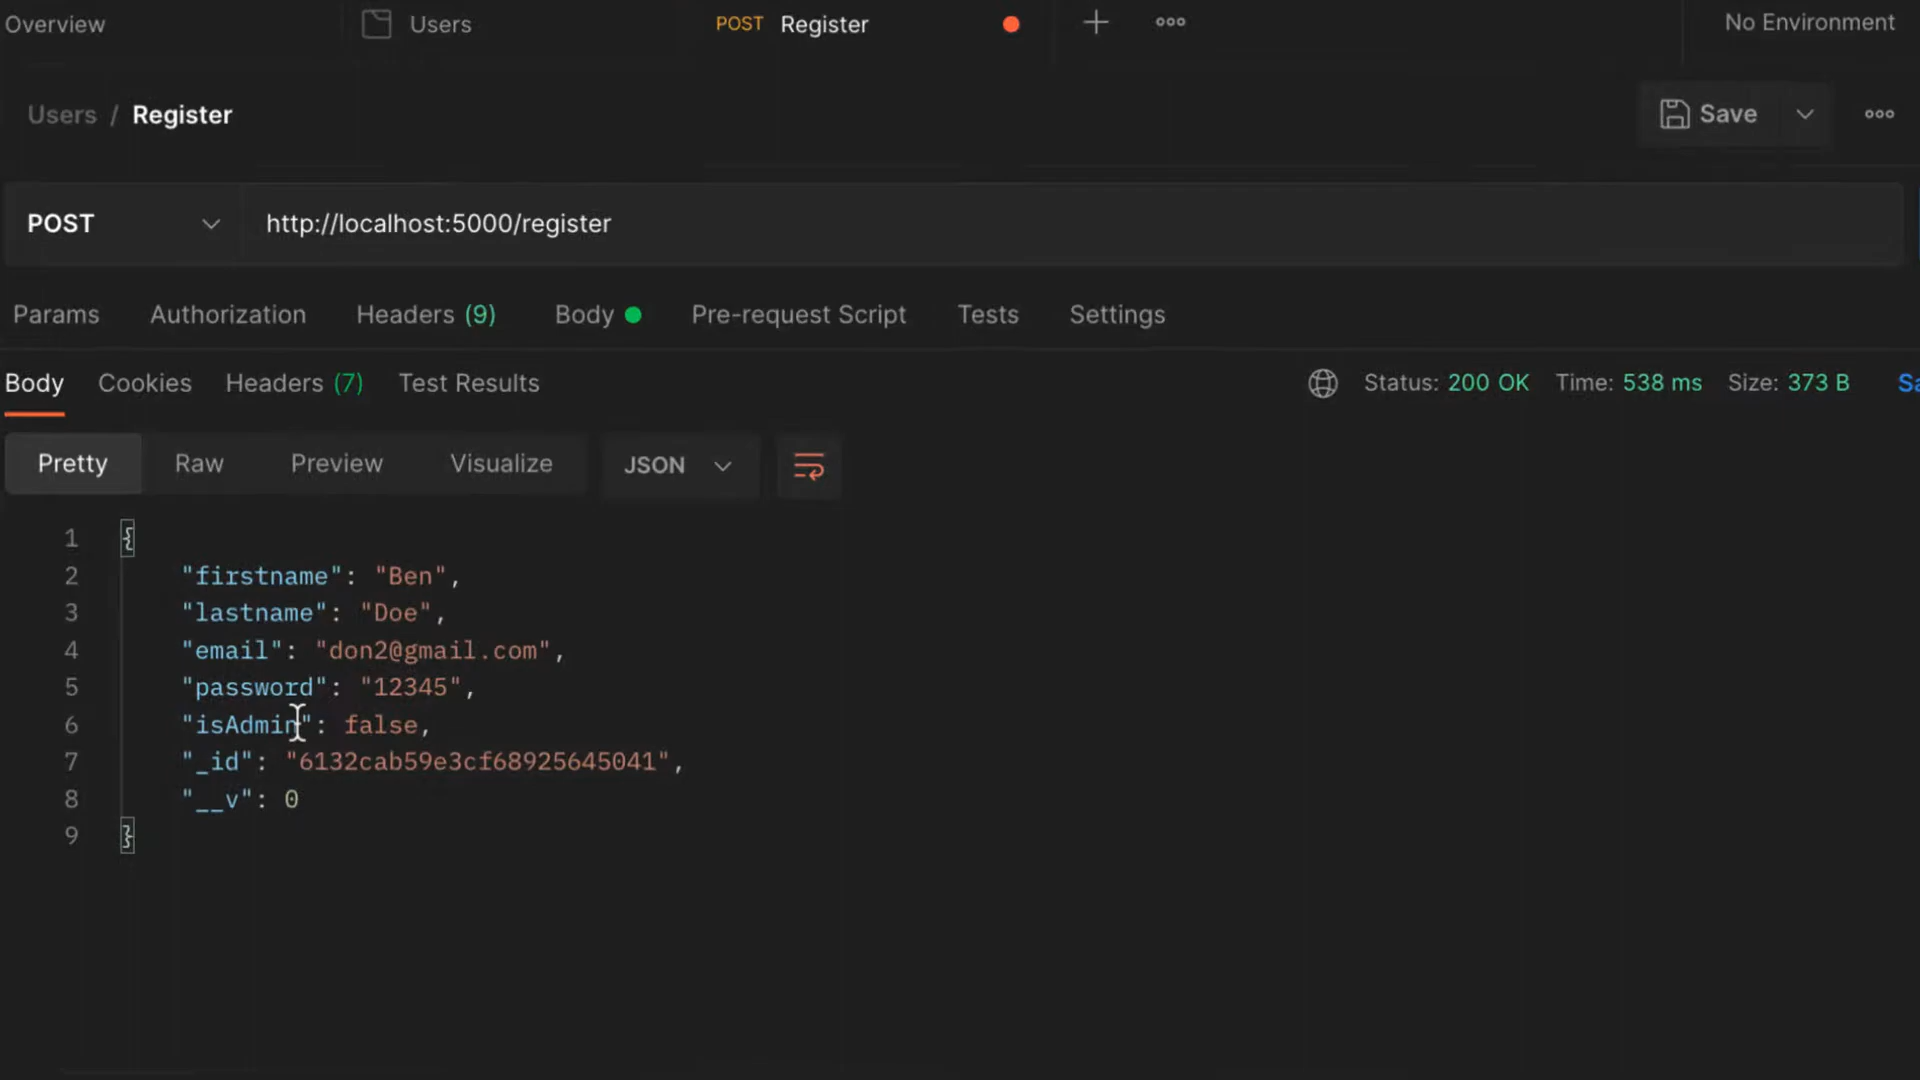 Overview Users POST Register No Environment
Users / Register Save
POST http://localhost:5000/register
Params Authorization Headers (9) Body Pre-request Script Tests Settings
Body Cookies Headers (7) Test Results Status: 200 OK Time: 538 ms Size: 373 B
Pretty Raw Preview Visualize JSON
1 {
2 "firstname": "Ben",
3 "lastname": "Doe",
4 "email": "don2@gmail.com",
5 "password": "12345",
6 "isAdmin": false,
7 "_id": "6132cab59e3cf68925645041",
8 "__v": 0
9 }